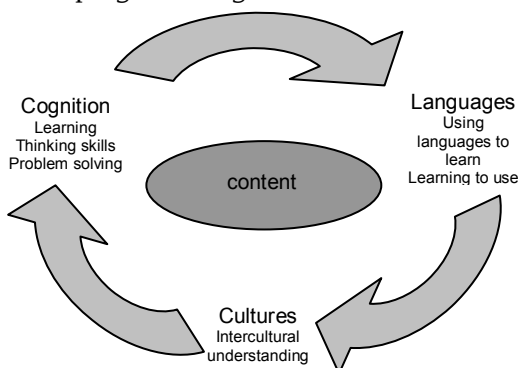 Cognition
Learning
Thinking skills
Problem solving
Languages
Using
languages to
learn
Learning to use
content
Cultures
Intercultural
understanding